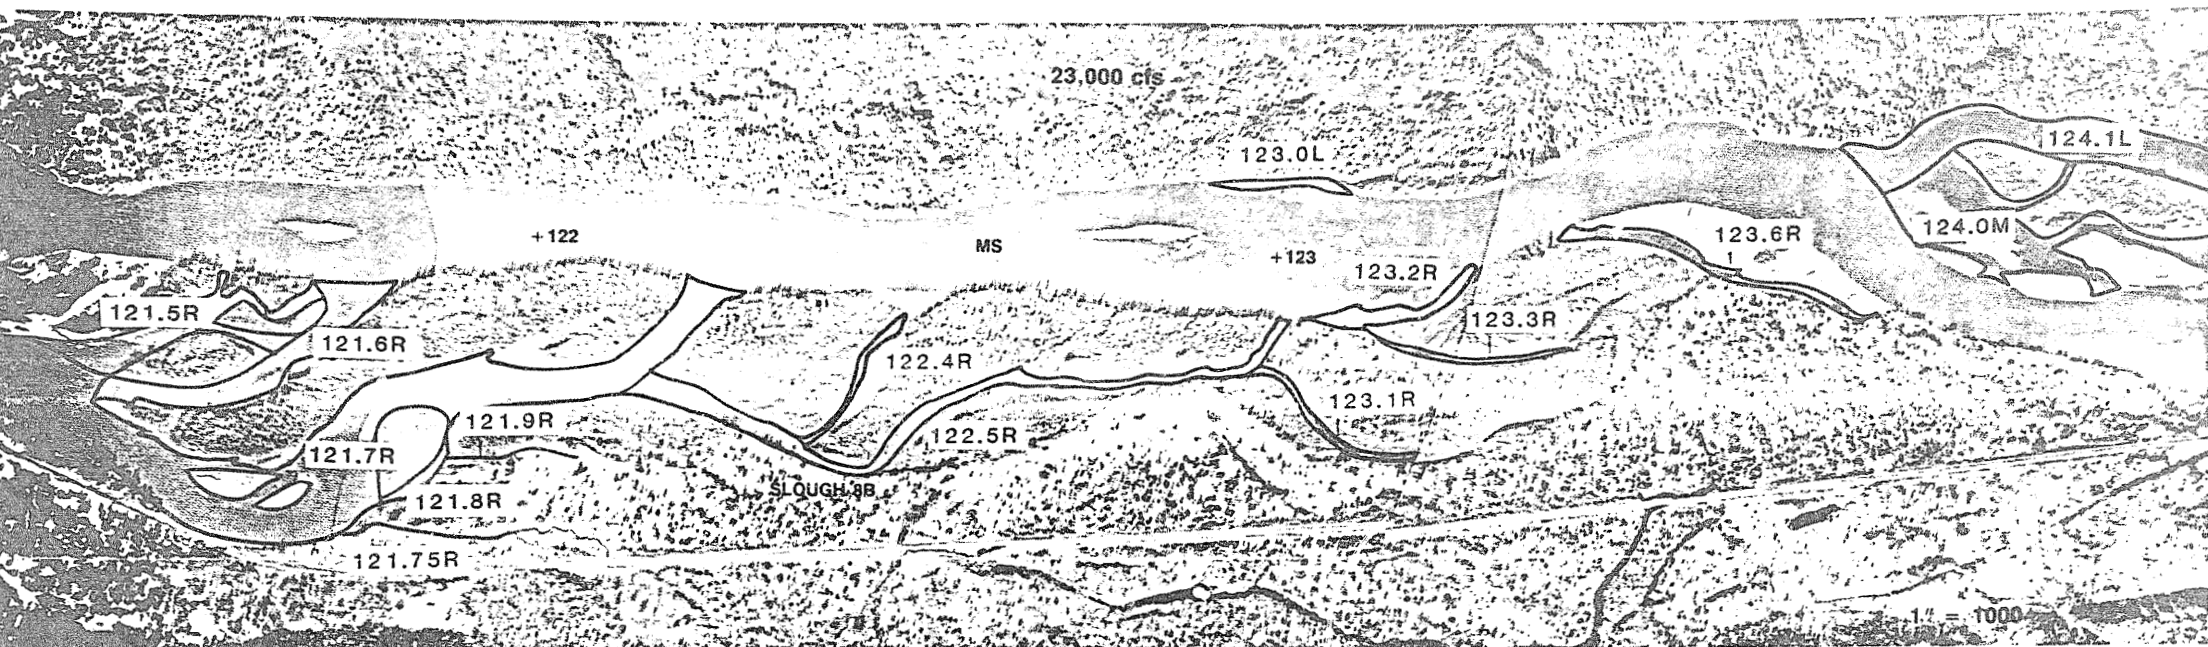 23,000 cfs
124.1L
123.0L
124.0M
123.6R
+122
MS
+123
123.2R
121.5R
123.3R
121.6R
122.4R
123.1R
121.9R
122.5R
121.7R
SLOUGH 8B
121.8R
121.75R
1" = 1000